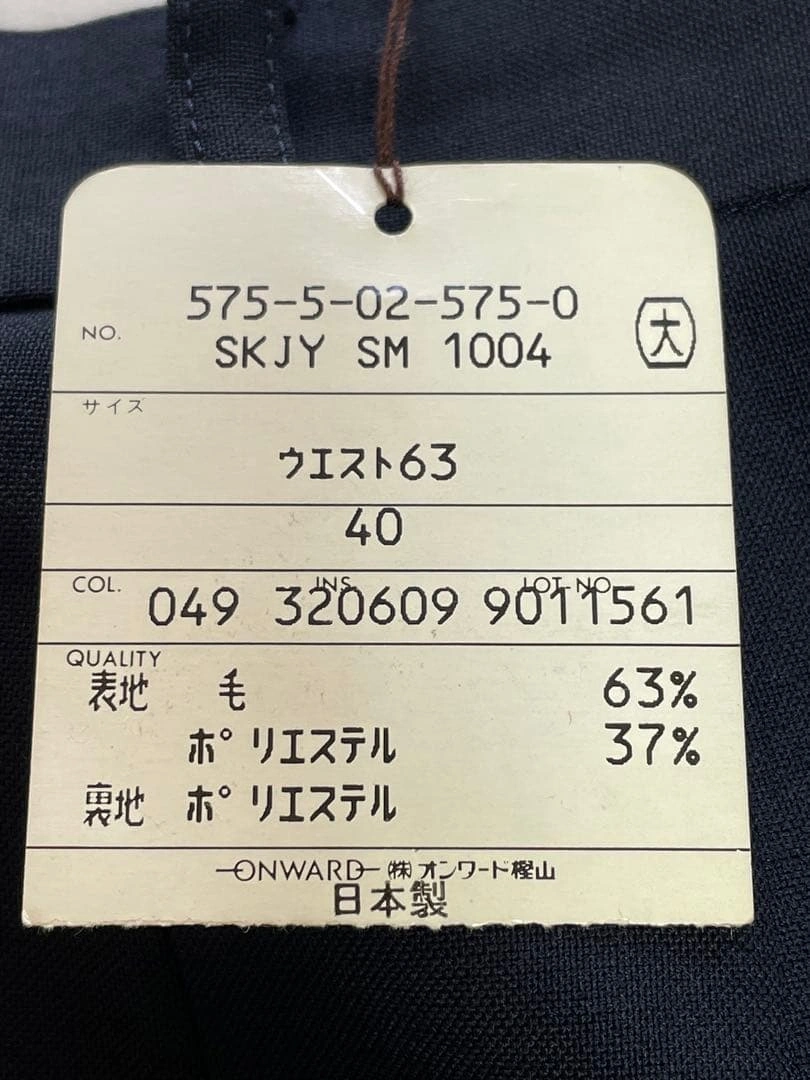 575-5-02-575-0
NO. SKJY SM 1004 大
サイズ
ウエスト63
40
COL. INS. LOT NO.
049 320609 9011561
QUALITY
表地 毛 63%
ポリエステル 37%
裏地 ポリエステル
ONWARD ㈱オンワード樫山
日本製